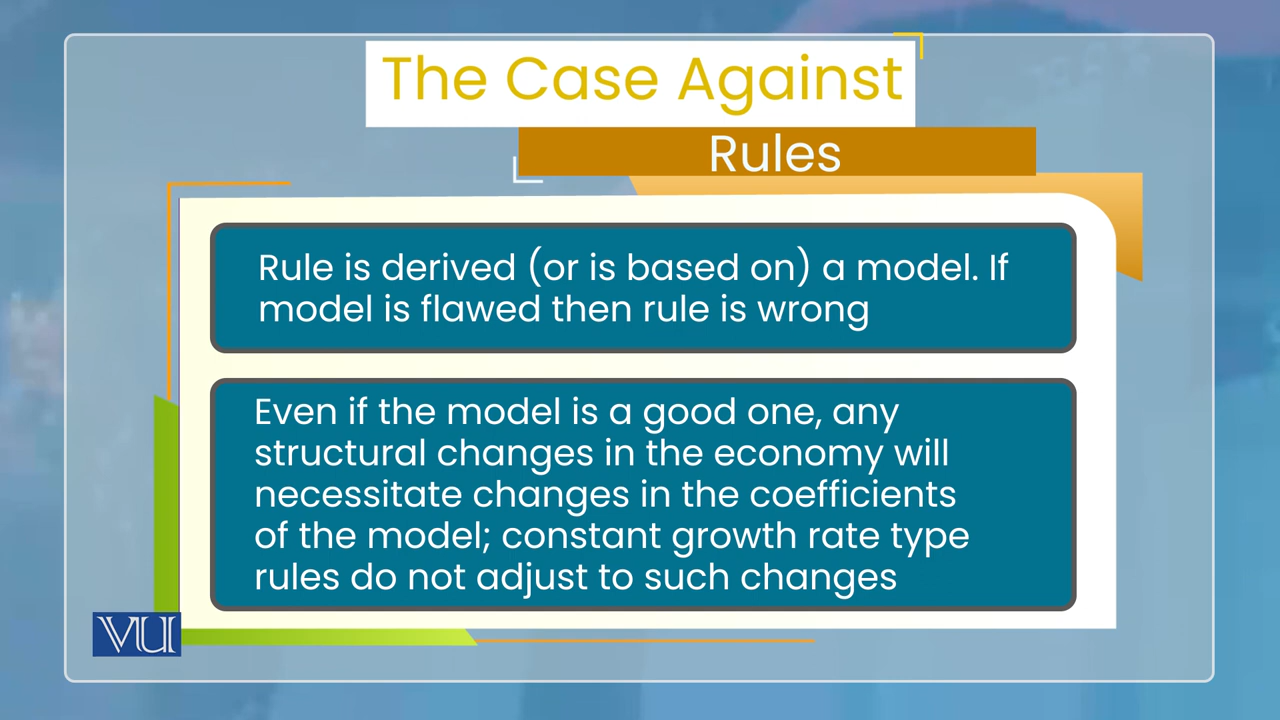 The Case Against
Rules
Rule is derived (or is based on) a model. If
model is flawed then rule is wrong
Even if the model is a good one, any
structural changes in the economy will
necessitate changes in the coefficients
of the model; constant growth rate type
rules do not adjust to such changes
VU